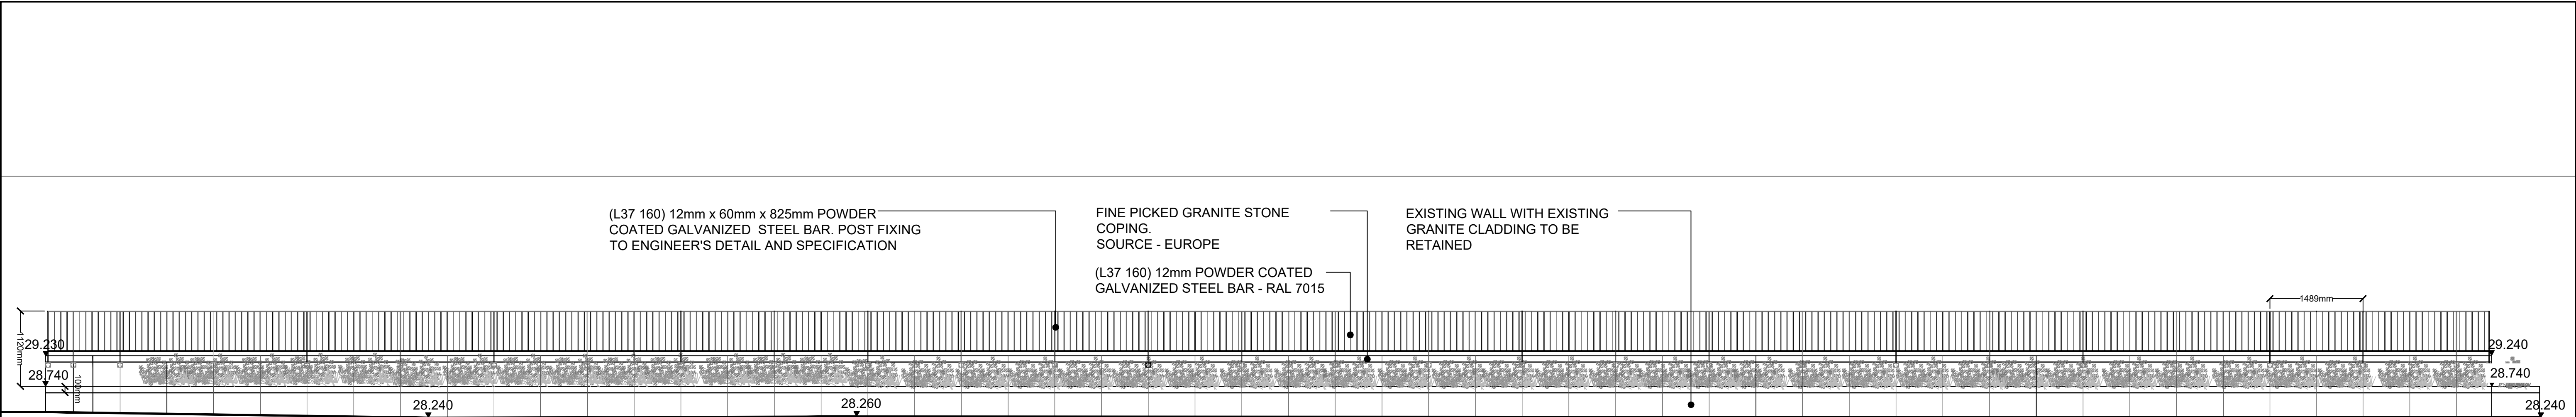 (L37 160) 12mm x 60mm x 825mm POWDER
COATED GALVANIZED STEEL BAR. POST FIXING
TO ENGINEER'S DETAIL AND SPECIFICATION
FINE PICKED GRANITE STONE
COPING.
SOURCE - EUROPE
(L37 160) 12mm POWDER COATED
GALVANIZED STEEL BAR - RAL 7015
EXISTING WALL WITH EXISTING
GRANITE CLADDING TO BE
RETAINED
1489mm
1120mm
29.230
28.740
100mm
28.240
28.260
29.240
28.740
28.240